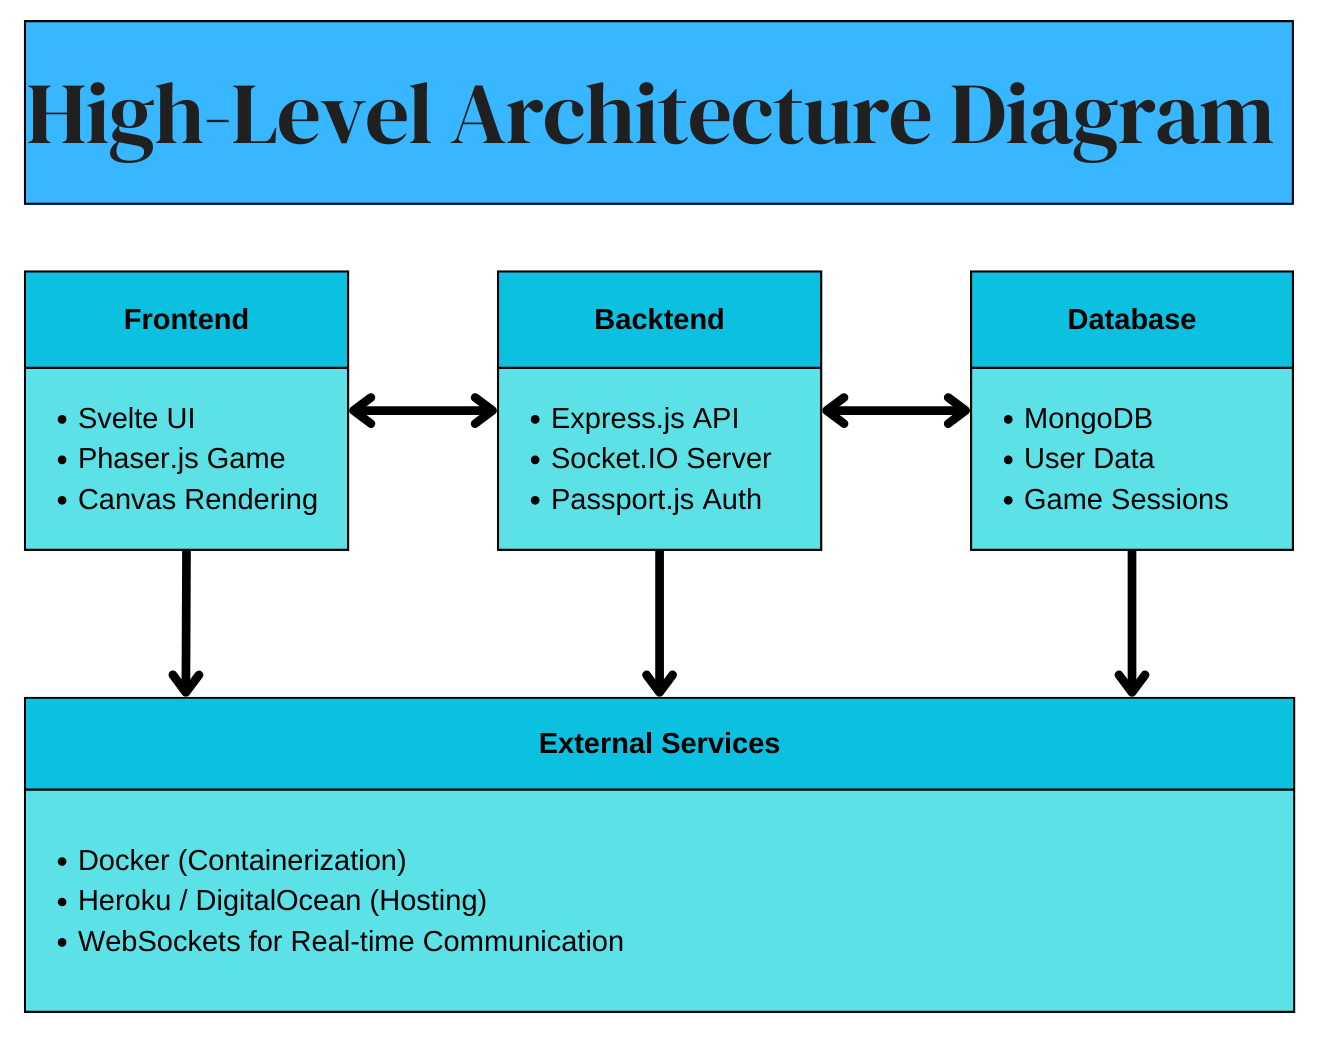 High-Level Architecture Diagram
Frontend
• Svelte UI
• Phaser.js Game
• Canvas Rendering
Backtend
• Express.js API
• Socket.IO Server
• Passport.js Auth
Database
• MongoDB
• User Data
• Game Sessions
External Services
• Docker (Containerization)
• Heroku / DigitalOcean (Hosting)
• WebSockets for Real-time Communication